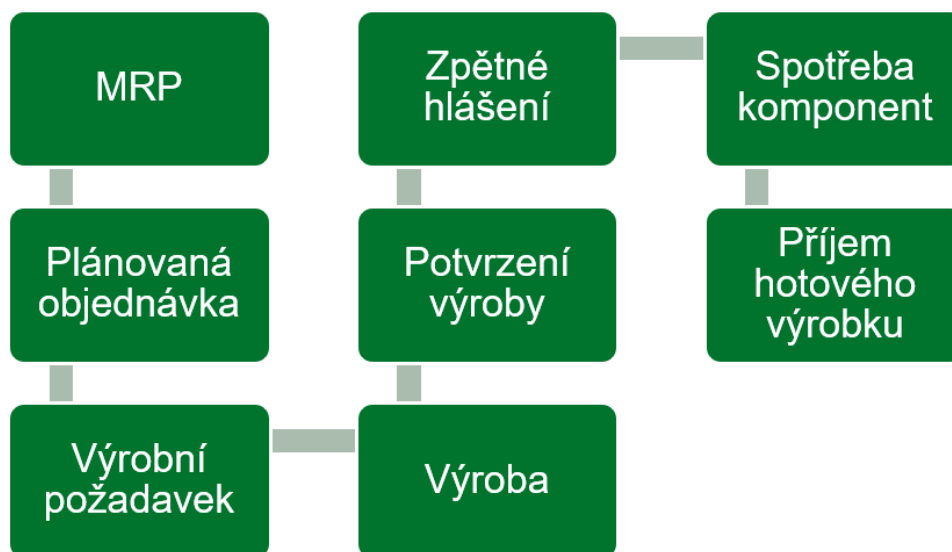 MRP
Plánovaná
objednávka
Výrobní
požadavek
Výroba
Potvrzení
výroby
Zpětné
hlášení
Spotřeba
komponent
Příjem
hotového
výrobku